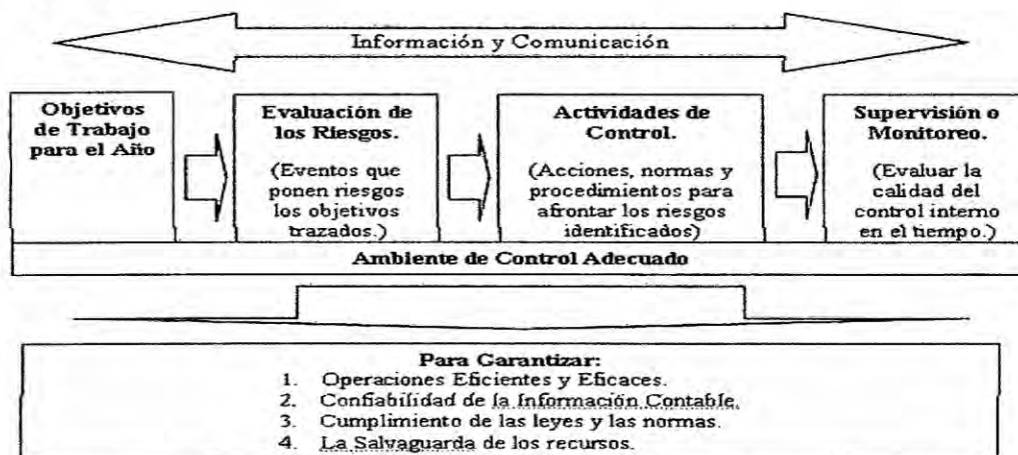 Información y Comunicación
Objetivos
de Trabajo
para el Año
Evaluación de
los Riesgos.
(Eventos que
ponen riesgos
los objetivos
trazados.)
Actividades de
Control.
(Acciones, normas y
procedimientos para
afrontar los riesgos
identificados)
Supervisión o
Monitoreo.
(Evaluar la
calidad del
control interno
en el tiempo.)
Ambiente de Control Adecuado
Para Garantizar:
1. Operaciones Eficientes y Eficaces.
2. Confiabilidad de la Información Contable.
3. Cumplimiento de las leyes y las normas.
4. La Salvaguarda de los recursos.